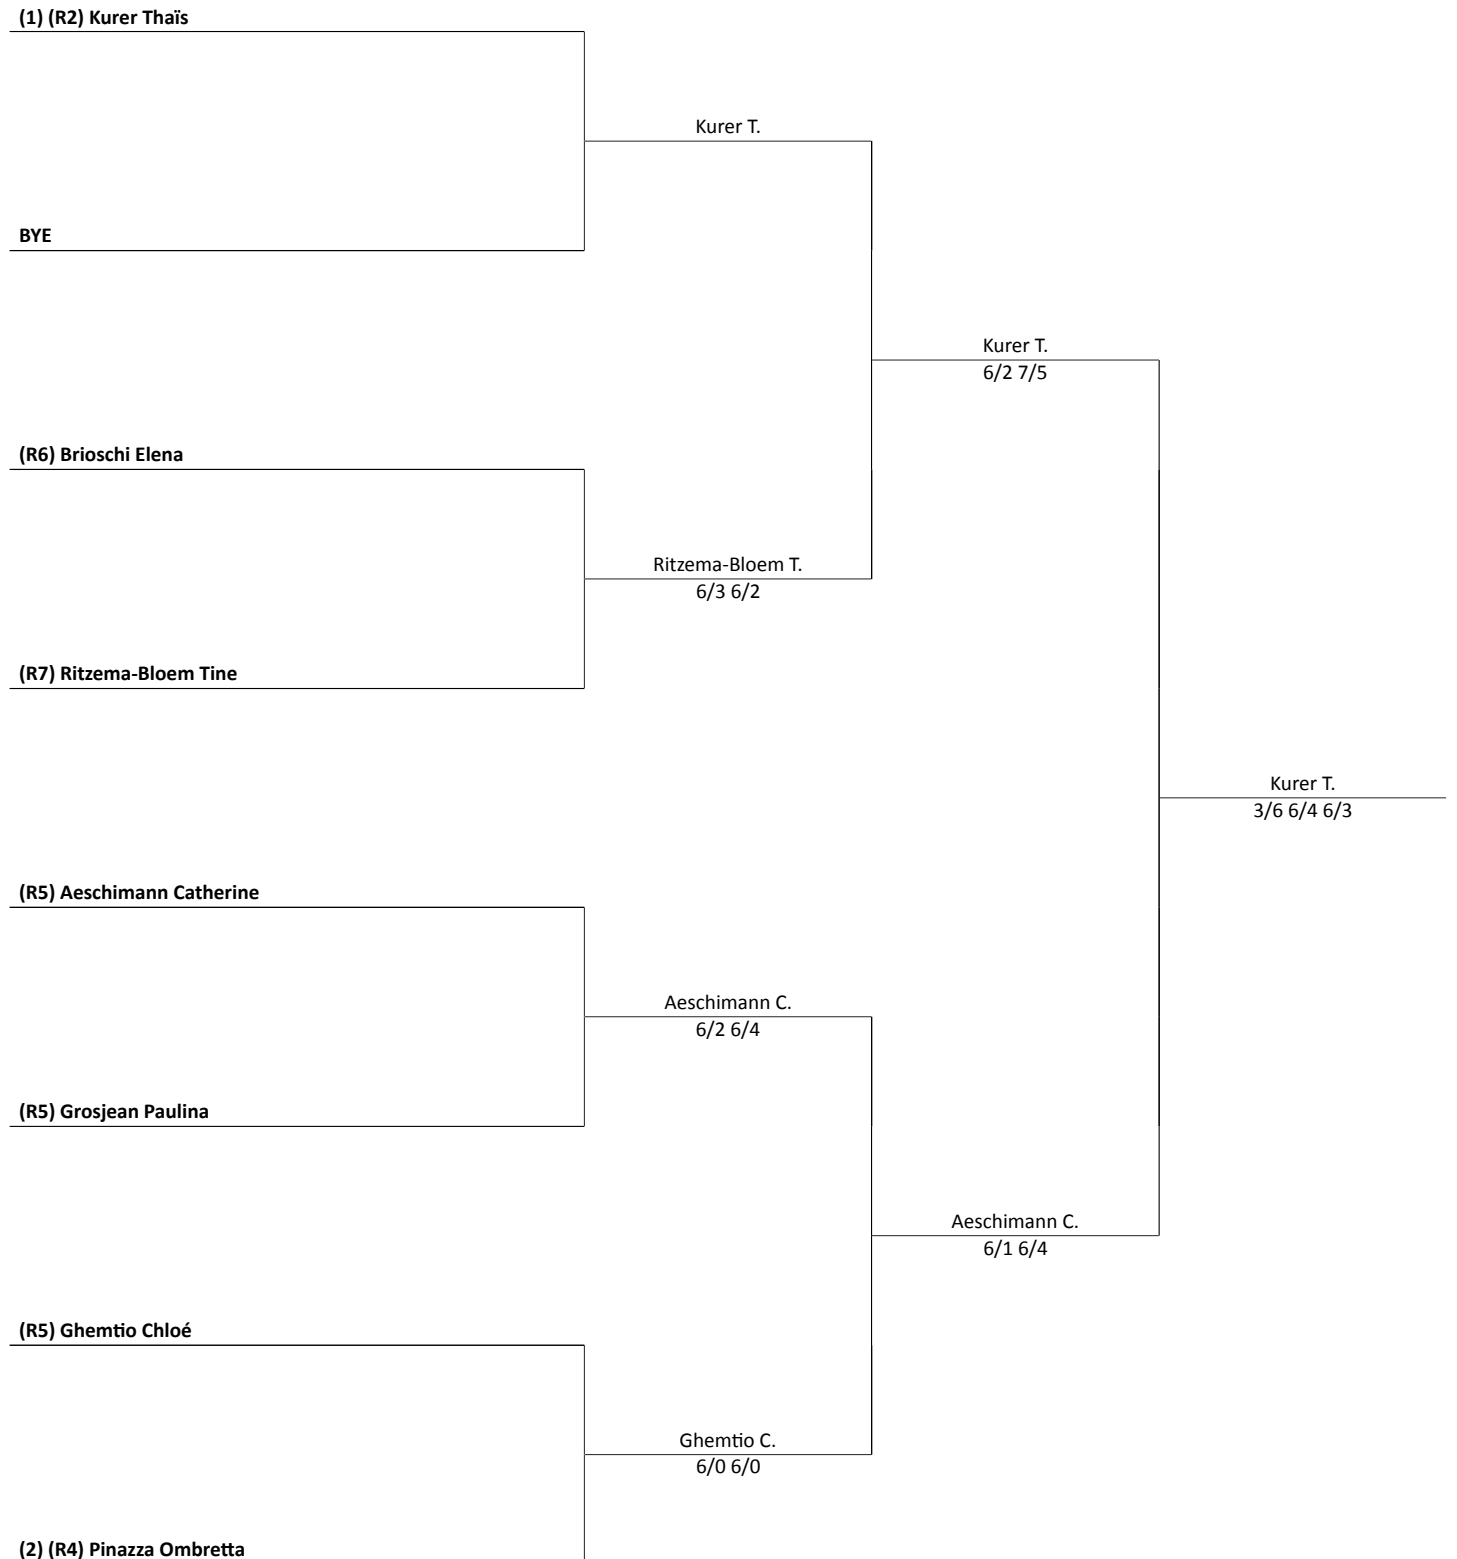 (1) (R2) Kurer Thaïs
Kurer T.
BYE
Kurer T.
6/2 7/5
(R6) Brioschi Elena
Ritzema-Bloem T.
6/3 6/2
(R7) Ritzema-Bloem Tine
Kurer T.
3/6 6/4 6/3
(R5) Aeschimann Catherine
Aeschimann C.
6/2 6/4
(R5) Grosjean Paulina
Aeschimann C.
6/1 6/4
(R5) Ghemtio Chloé
Ghemtio C.
6/0 6/0
(2) (R4) Pinazza Ombretta